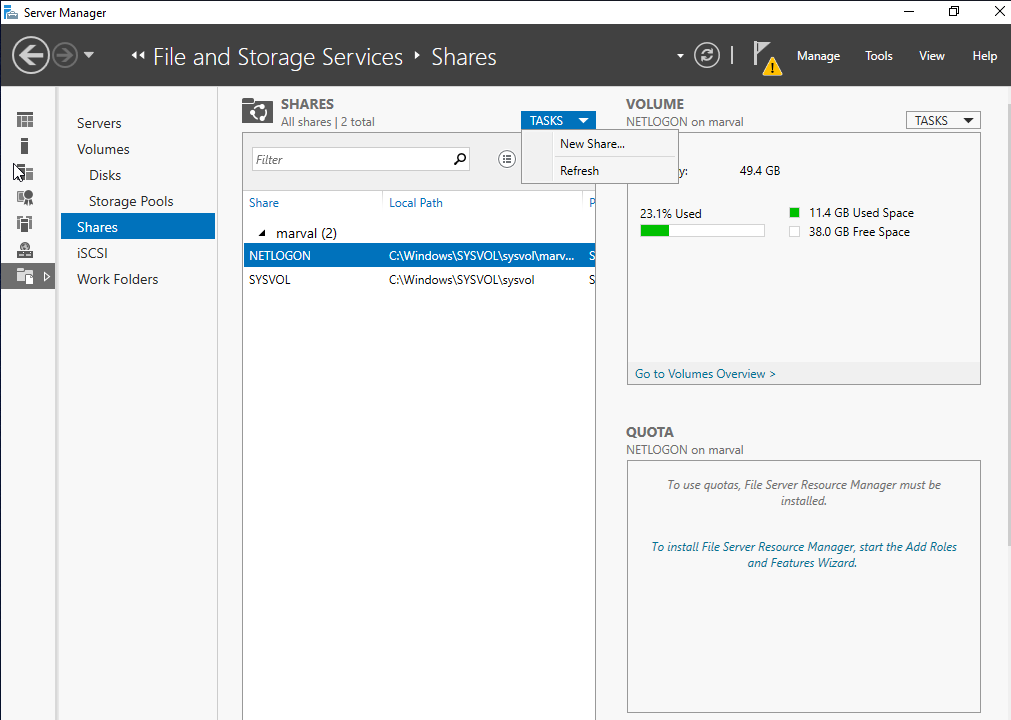 Server Manager
File and Storage Services
Shares
Manage
Tools
View
Help
Servers
Volumes
Disks
Storage Pools
Shares
iSCSI
Work Folders
SHARES
All shares | 2 total
TASKS
New Share...
Refresh
Filter
Share
Local Path
P
marval (2)
NETLOGON
C:\Windows\SYSVOL\sysvol\marv...
S
SYSVOL
C:\Windows\SYSVOL\sysvol
S
VOLUME
NETLOGON on marval
TASKS
y:
49.4 GB
23.1% Used
11.4 GB Used Space
38.0 GB Free Space
Go to Volumes Overview >
QUOTA
NETLOGON on marval
To use quotas, File Server Resource Manager must be
installed.
To install File Server Resource Manager, start the Add Roles
and Features Wizard.